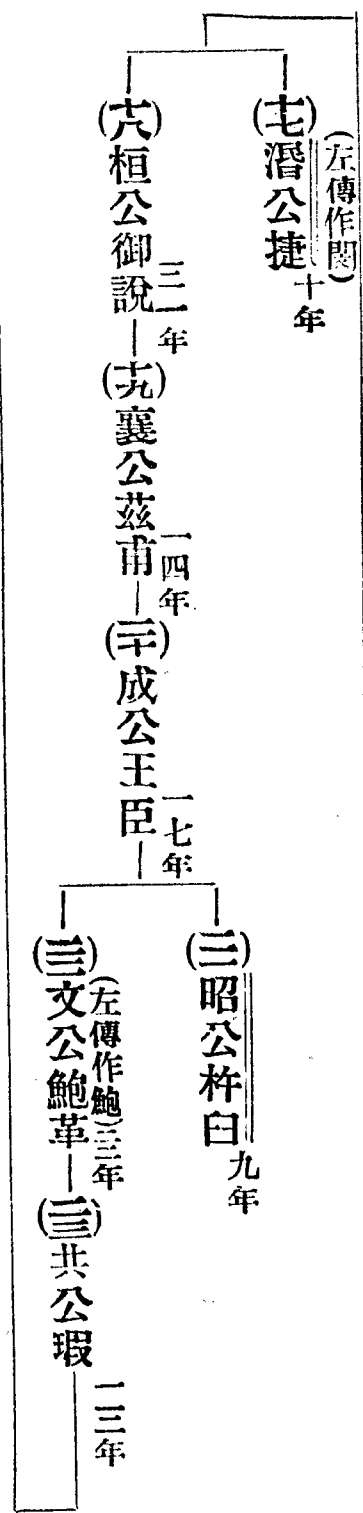 (十七)湣公捷
(左傳作閔)
十年
(十八)桓公御說
三一年
(十九)襄公茲甫
一四年
(二十)成公王臣
一七年
(二一)昭公杵臼
九年
(二二)文公鮑革
(左傳作鮑)二二年
(二三)共公瑕
一三年